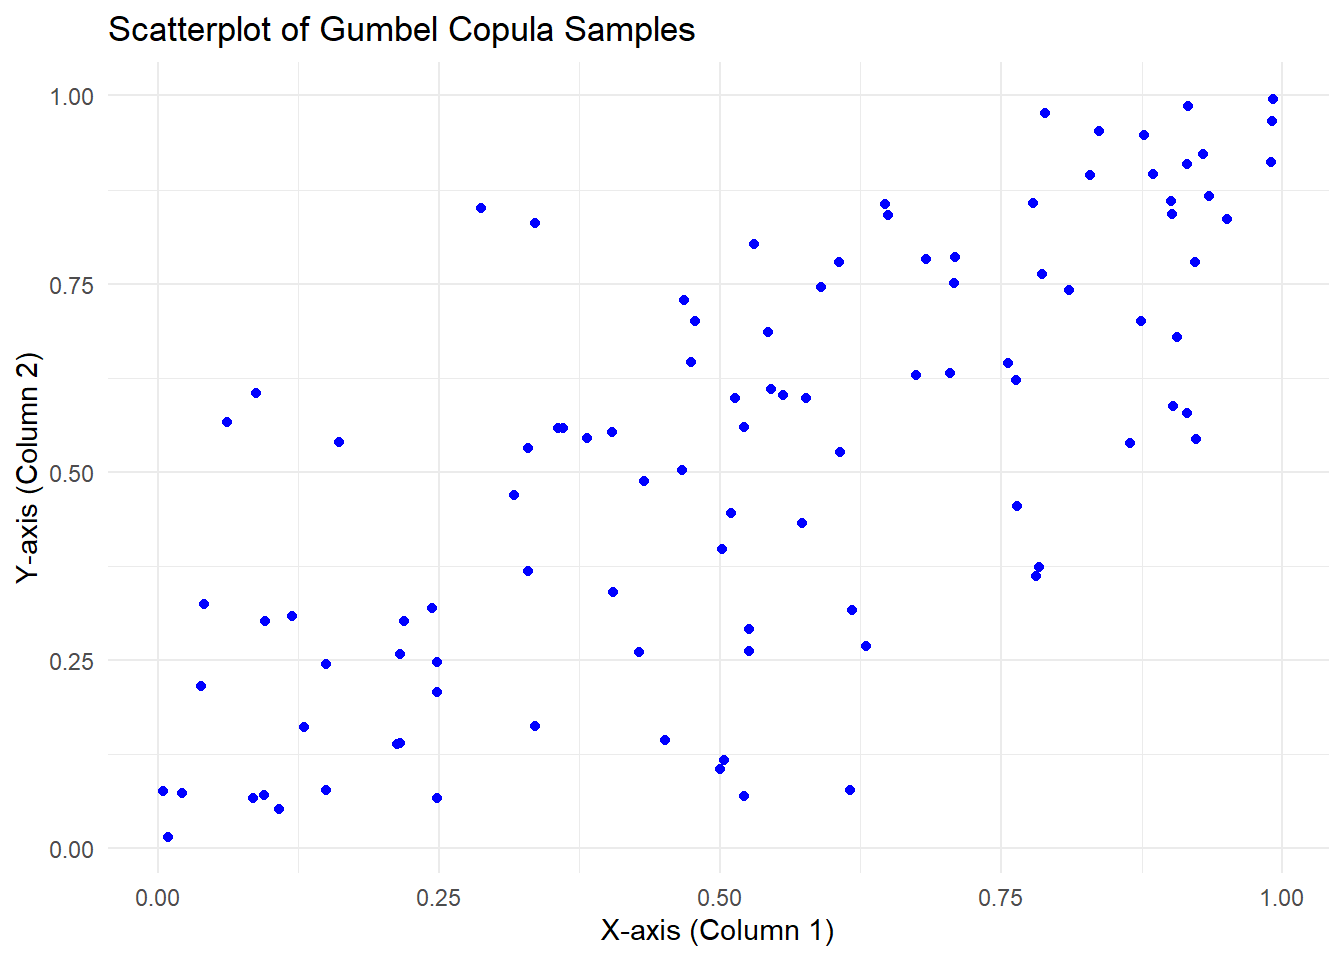 Scatterplot of Gumbel Copula Samples
1.00
0.75
0.50
0.25
0.00
Y-axis (Column 2)
0.00 0.25 0.50 0.75 1.00
X-axis (Column 1)